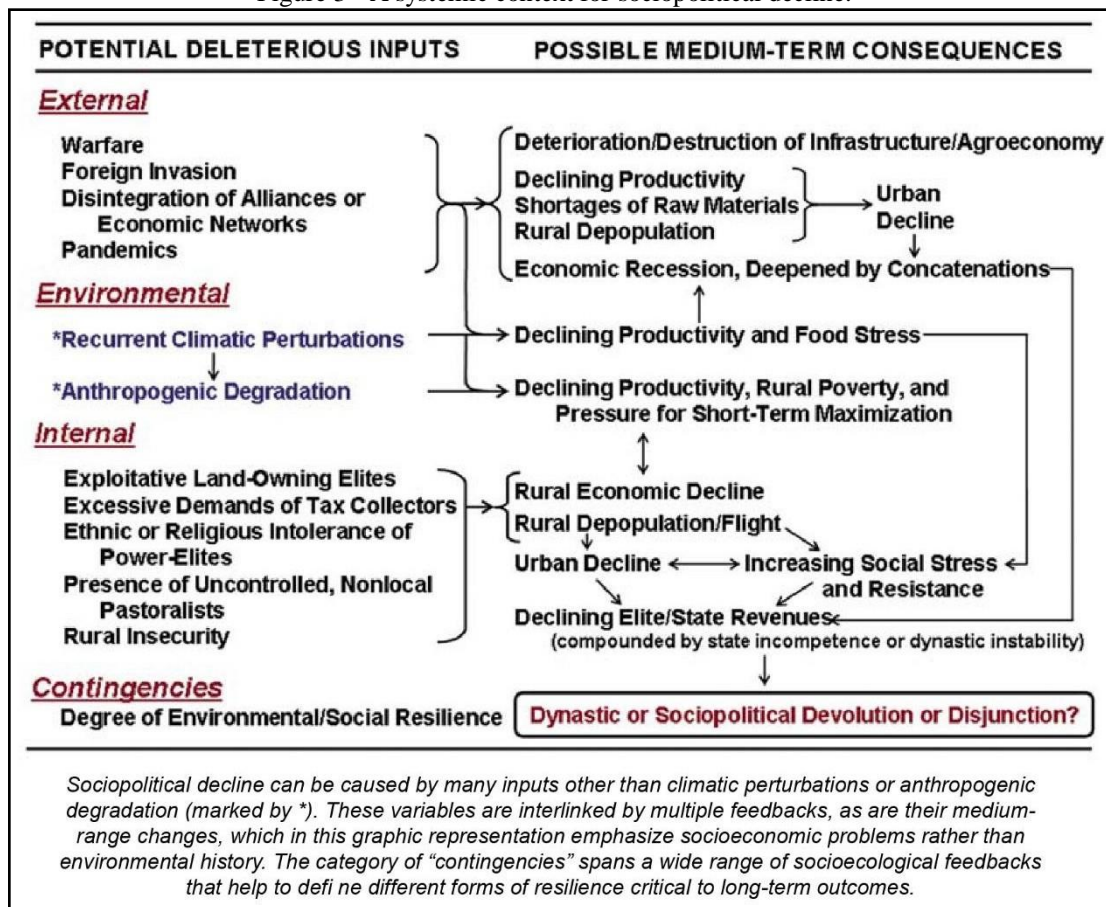 Figure 3 - A systemic context for sociopolitical decline.
POTENTIAL DELETERIOUS INPUTS
POSSIBLE MEDIUM-TERM CONSEQUENCES
External
Warfare
Foreign Invasion
Disintegration of Alliances or
Economic Networks
Pandemics
Deterioration/Destruction of Infrastructure/Agroeconomy
Declining Productivity
Shortages of Raw Materials
Rural Depopulation
Urban
Decline
Economic Recession, Deepened by Concatenations
Environmental
*Recurrent Climatic Perturbations
Declining Productivity and Food Stress
*Anthropogenic Degradation
Declining Productivity, Rural Poverty, and
Pressure for Short-Term Maximization
Internal
Exploitative Land-Owning Elites
Excessive Demands of Tax Collectors
Ethnic or Religious Intolerance of
Power-Elites
Presence of Uncontrolled, Nonlocal
Pastoralists
Rural Insecurity
Rural Economic Decline
Rural Depopulation/Flight
Urban Decline
Increasing Social Stress
and Resistance
Declining Elite/State Revenues
(compounded by state incompetence or dynastic instability)
Contingencies
Degree of Environmental/Social Resilience
Dynastic or Sociopolitical Devolution or Disjunction?
Sociopolitical decline can be caused by many inputs other than climatic perturbations or anthropogenic
degradation (marked by *). These variables are interlinked by multiple feedbacks, as are their medium-
range changes, which in this graphic representation emphasize socioeconomic problems rather than
environmental history. The category of “contingencies” spans a wide range of socioecological feedbacks
that help to defi ne different forms of resilience critical to long-term outcomes.